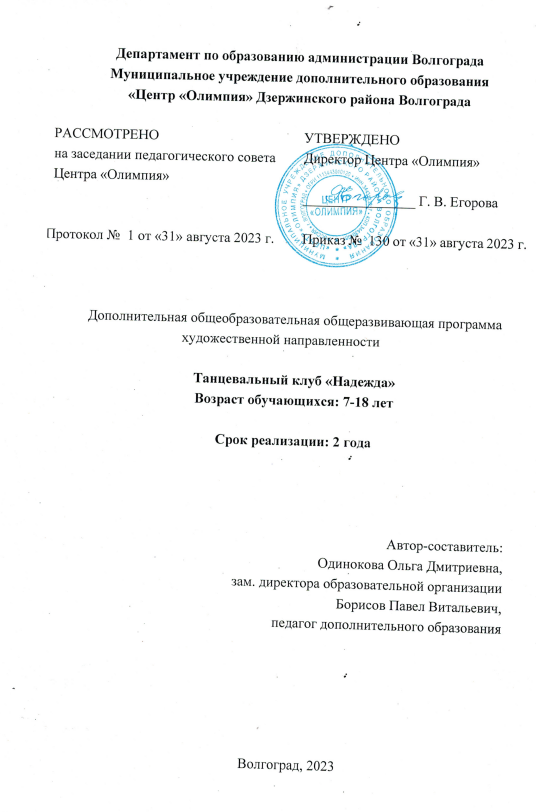 Департамент по образованию администрации Волгограда
Муниципальное учреждение дополнительного образования
«Центр «Олимпия» Дзержинского района Волгограда
РАССМОТРЕНО
на заседании педагогического совета
Центра «Олимпия»
Протокол № 1 от «31» августа 2023 г.
УТВЕРЖДЕНО
Директор Центра «Олимпия»
Г. В. Егорова
Приказ № 130 от «31» августа 2023 г.
ЦЕНТР
«ОЛИМПИЯ»
Дополнительная общеобразовательная общеразвивающая программа
художественной направленности
Танцевальный клуб «Надежда»
Возраст обучающихся: 7-18 лет
Срок реализации: 2 года
Автор-составитель:
Одинокова Ольга Дмитриевна,
зам. директора образовательной организации
Борисов Павел Витальевич,
педагог дополнительного образования
Волгоград, 2023